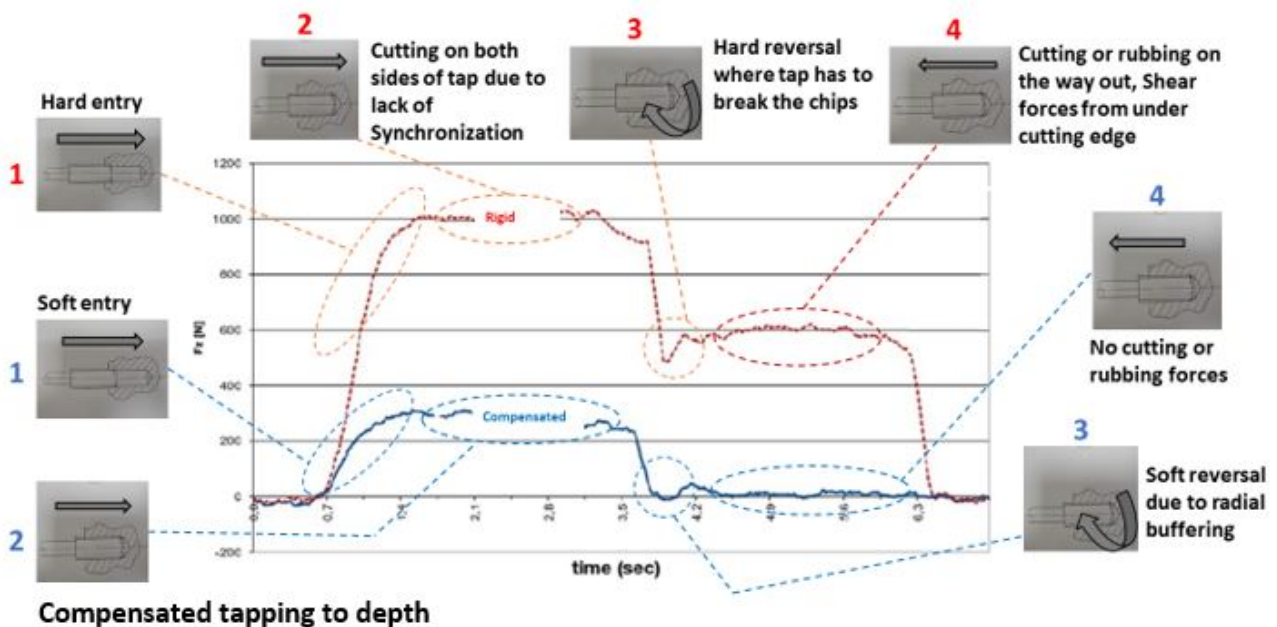 2
Cutting on both
sides of tap due to
lack of
Synchronization
3
Hard reversal
where tap has to
break the chips
4
Cutting or rubbing on
the way out, Shear
forces from under
cutting edge
Hard entry
1
1200
1000
800
600
400
200
0
-200
Fz [N]
Rigid
Compensated
4
No cutting or
rubbing forces
Soft entry
1
3
Soft reversal
due to radial
buffering
2
0.7 2.1 2.8 3.5 4.2 4.9 6.3
time (sec)
Compensated tapping to depth